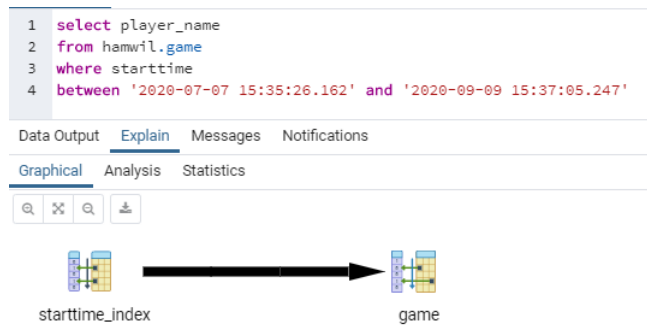 1 select player_name
2 from hamwil.game
3 where starttime
4 between '2020-07-07 15:35:26.162' and '2020-09-09 15:37:05.247'
Data Output Explain Messages Notifications
Graphical Analysis Statistics
starttime_index game